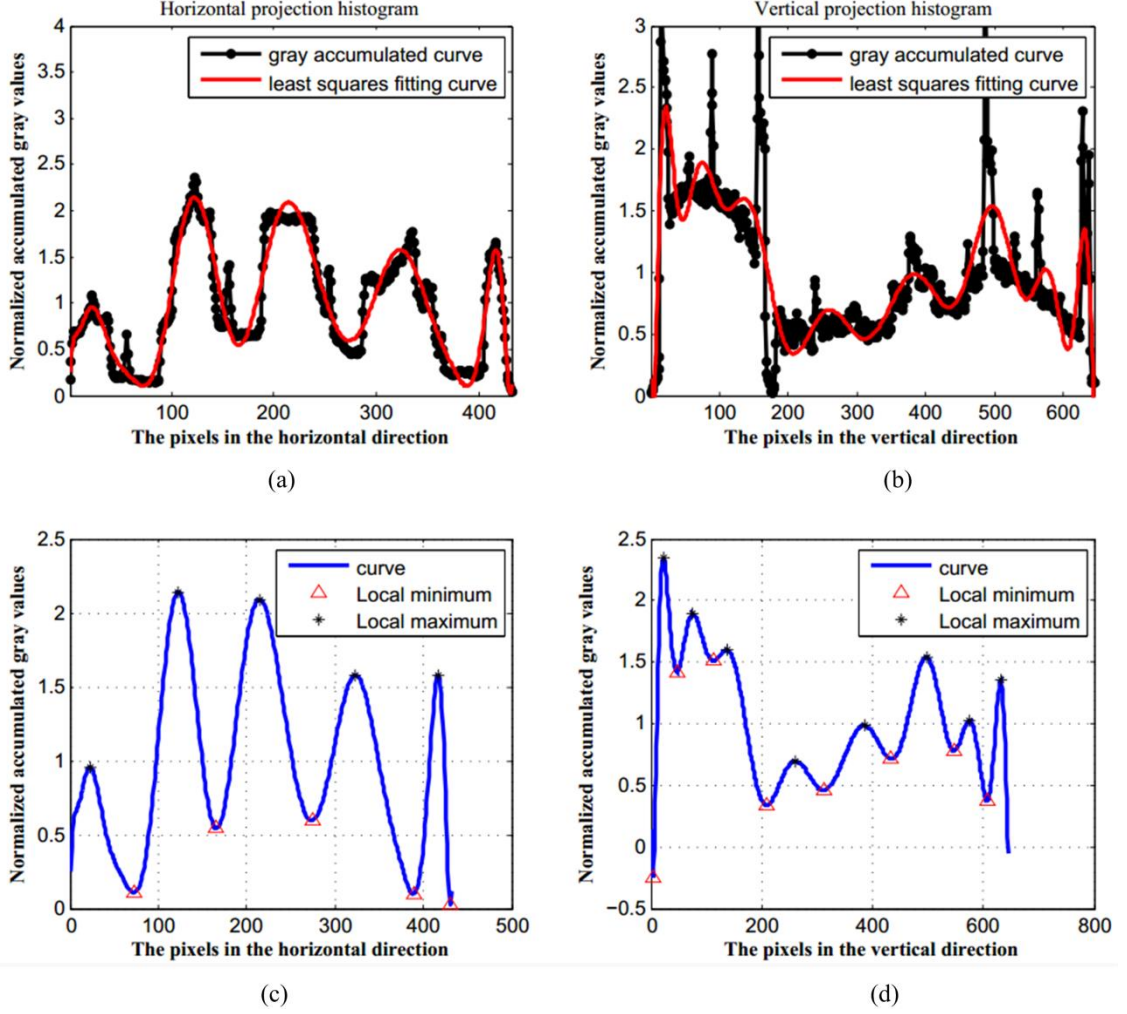 Horizontal projection histogram
Normalized accumulated gray values
4
3.5
3
2.5
2
1.5
1
0.5
0
gray accumulated curve
least squares fitting curve
100
200
300
400
The pixels in the horizontal direction
(a)
Vertical projection histogram
Normalized accumulated gray values
3
2.5
2
1.5
1
0.5
0
gray accumulated curve
least squares fitting curve
100
200
300
400
500
600
The pixels in the vertical direction
(b)
Normalized accumulated gray values
2.5
2
1.5
1
0.5
0
curve
Local minimum
Local maximum
0
100
200
300
400
500
The pixels in the horizontal direction
(c)
Normalized accumulated gray values
2.5
2
1.5
1
0.5
0
−0.5
curve
Local minimum
Local maximum
0
200
400
600
800
The pixels in the vertical direction
(d)